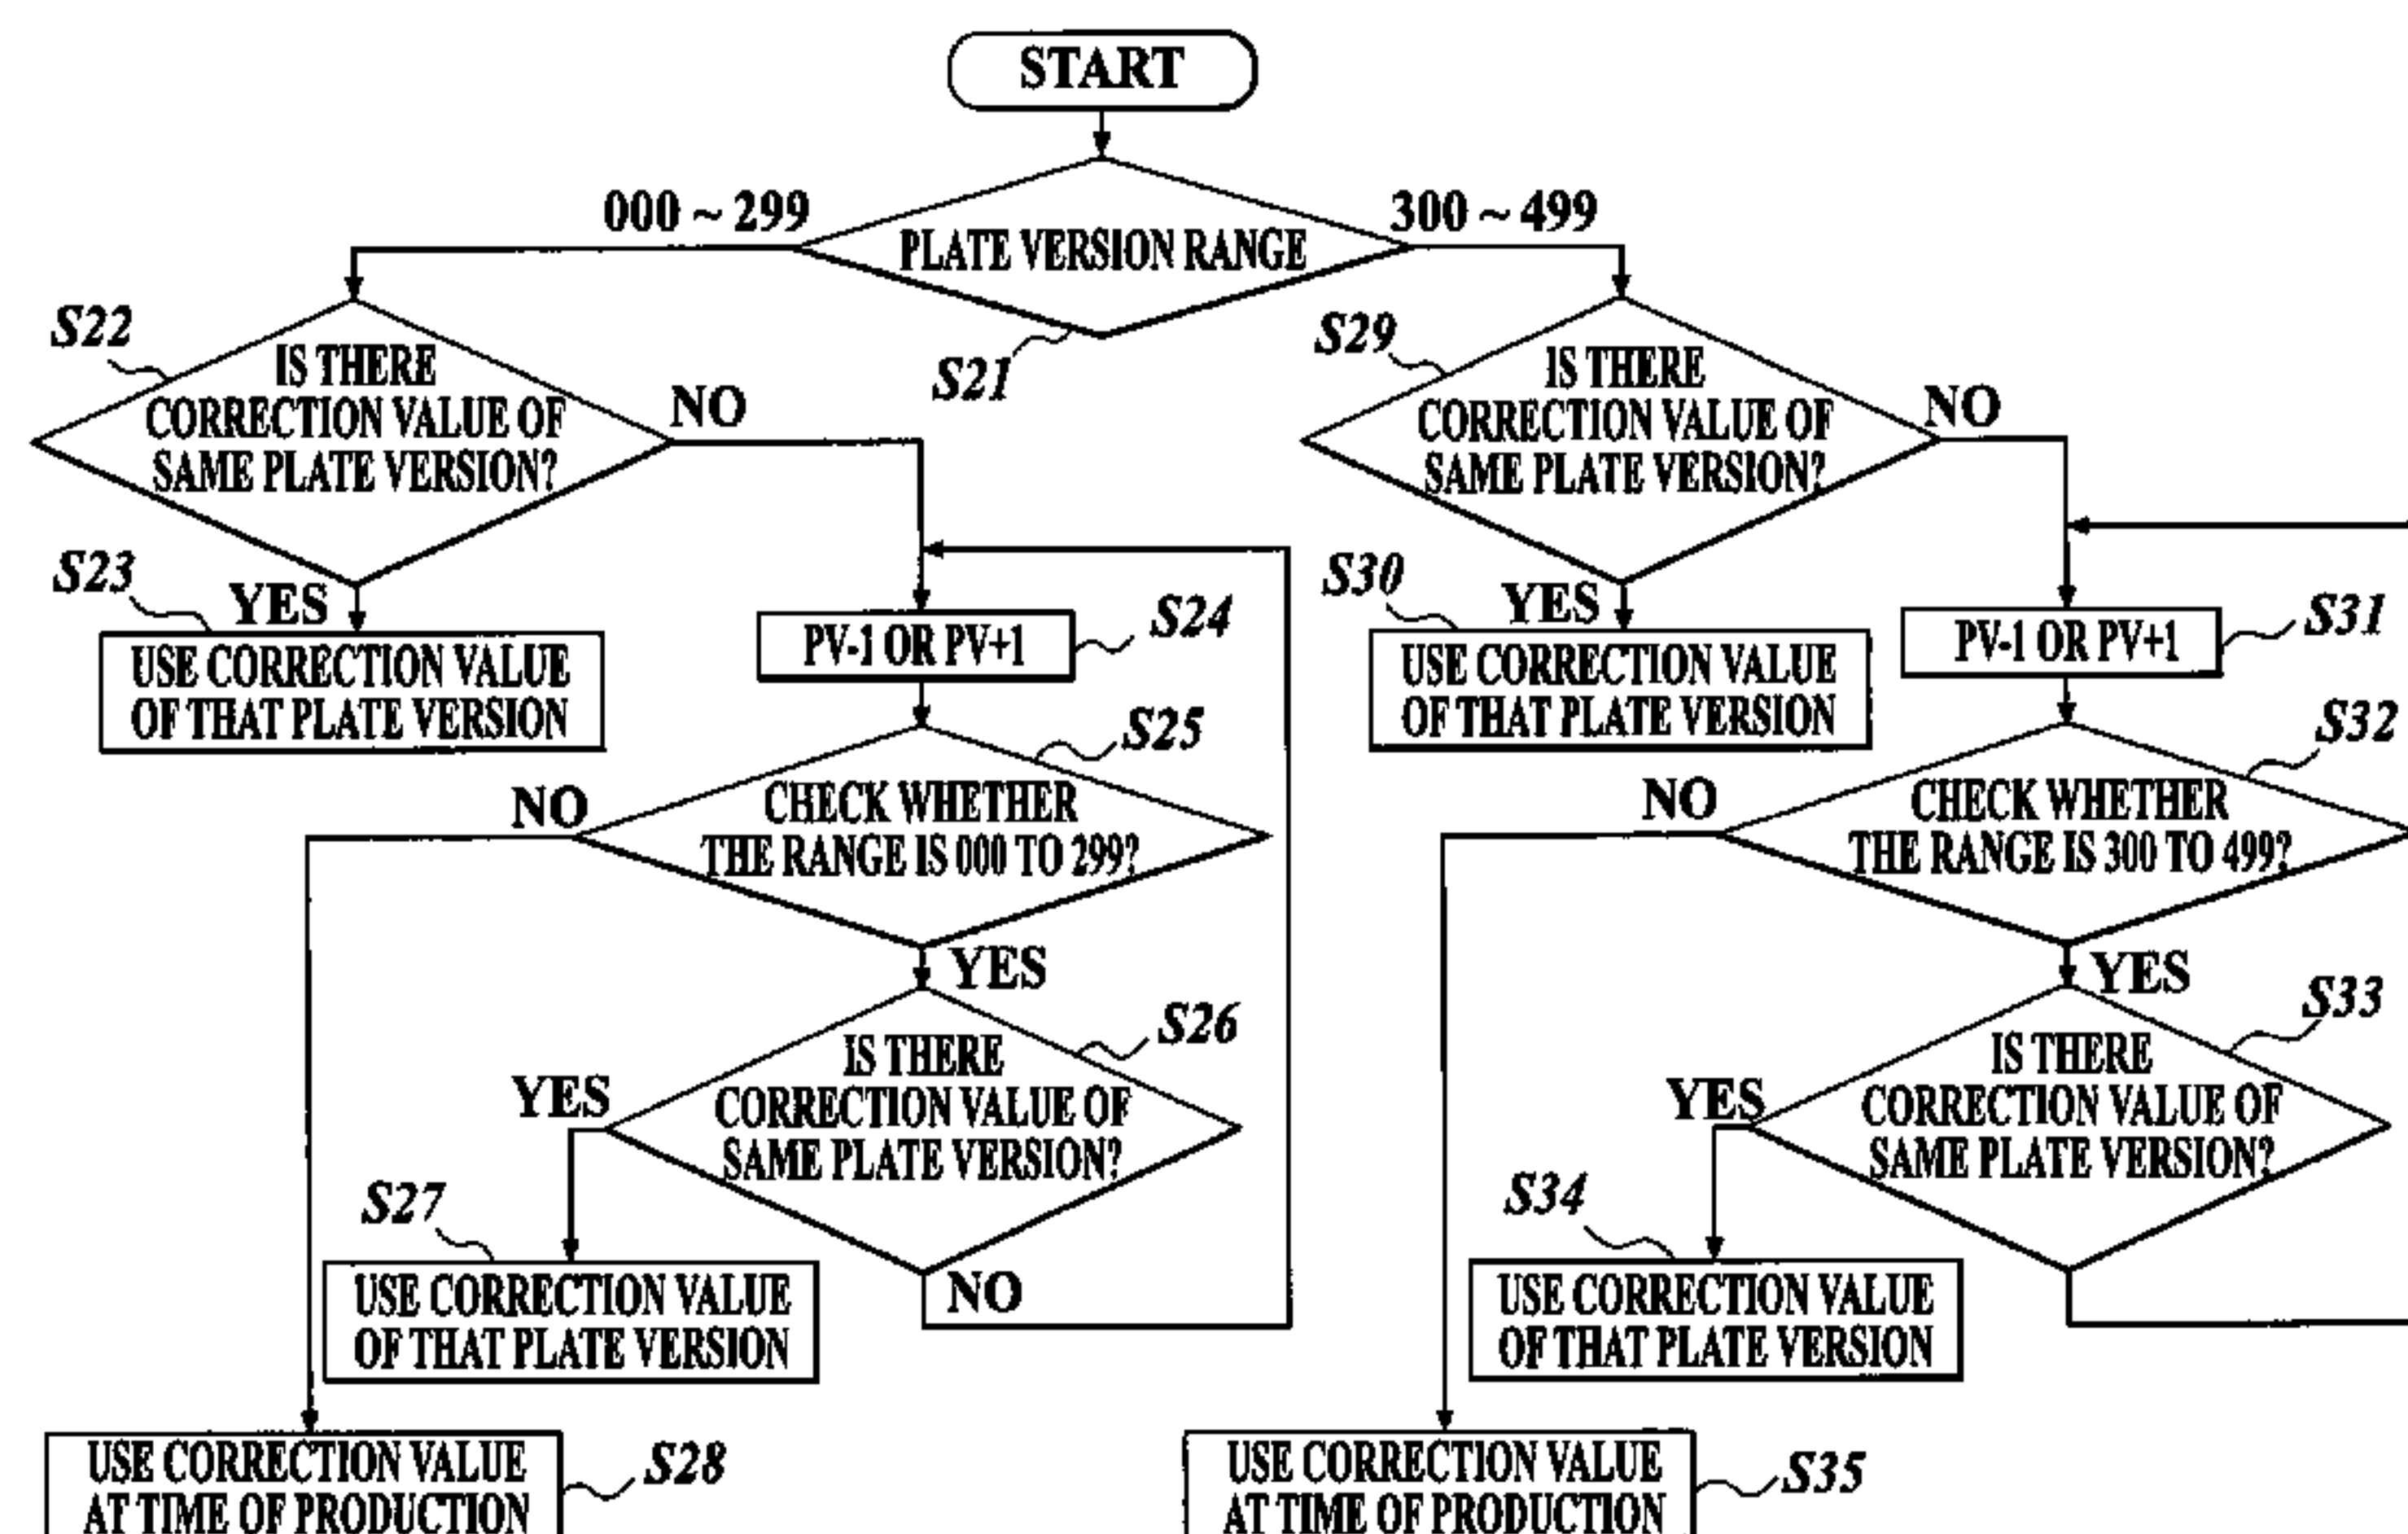 START
000 ~ 299
300 ~ 499
PLATE VERSION RANGE
S21
S22
IS THERE
CORRECTION VALUE OF
SAME PLATE VERSION?
NO
YES
S23
USE CORRECTION VALUE
OF THAT PLATE VERSION
PV-1 OR PV+1
S24
S25
CHECK WHETHER
THE RANGE IS 000 TO 299?
NO
YES
S26
IS THERE
CORRECTION VALUE OF
SAME PLATE VERSION?
YES
NO
S27
USE CORRECTION VALUE
OF THAT PLATE VERSION
USE CORRECTION VALUE
AT TIME OF PRODUCTION
S28
S29
IS THERE
CORRECTION VALUE OF
SAME PLATE VERSION?
NO
YES
S30
USE CORRECTION VALUE
OF THAT PLATE VERSION
PV-1 OR PV+1
S31
S32
CHECK WHETHER
THE RANGE IS 300 TO 499?
NO
YES
S33
IS THERE
CORRECTION VALUE OF
SAME PLATE VERSION?
YES
S34
USE CORRECTION VALUE
OF THAT PLATE VERSION
USE CORRECTION VALUE
AT TIME OF PRODUCTION
S35